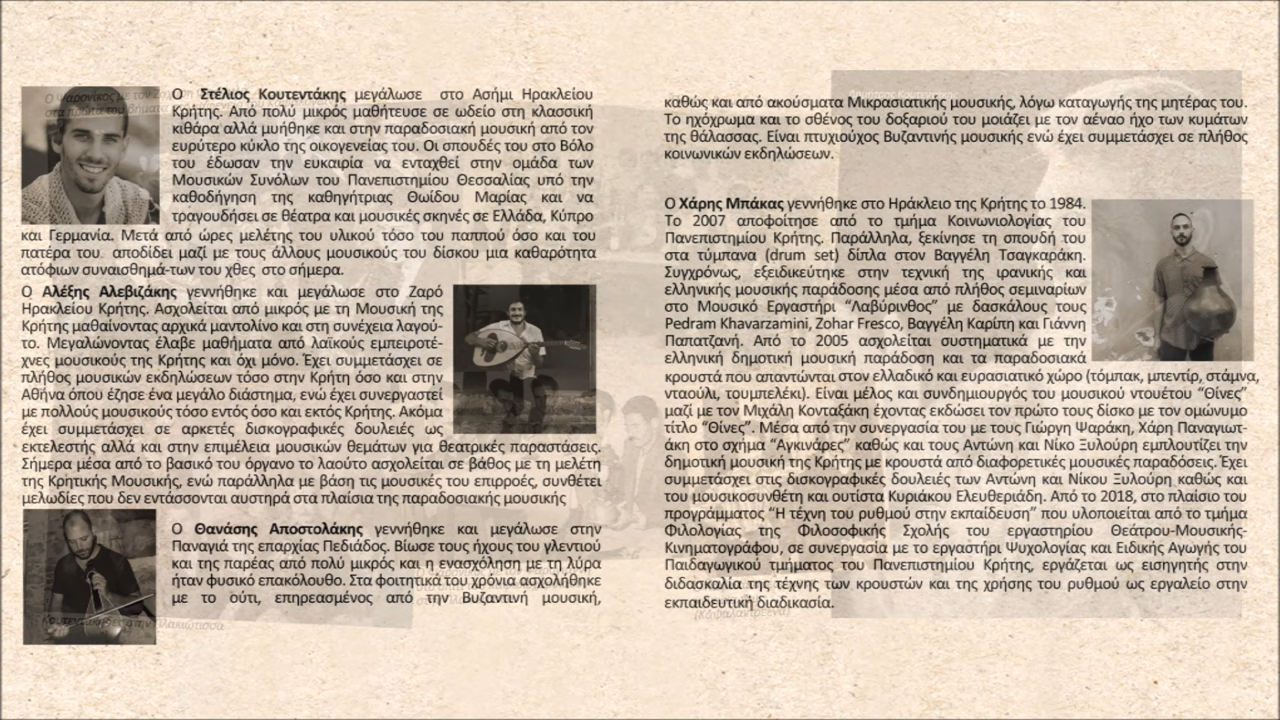 Ο Στέλιος Κουτεντάκης μεγάλωσε στο Ασήμι Ηρακλείου
Κρήτης. Από πολύ μικρός μαθήτευσε σε ωδείο στη κλασσική
κιθάρα αλλά μυήθηκε και στην παραδοσιακή μουσική από τον
ευρύτερο κύκλο της οικογενείας του. Οι σπουδές του στο Βόλο
του έδωσαν την ευκαιρία να ενταχθεί στην ομάδα των
Μουσικών Συνόλων του Πανεπιστημίου Θεσσαλίας υπό την
καθοδήγηση της καθηγήτριας Θωίδου Μαρίας και να
τραγουδήσει σε θέατρα και μουσικές σκηνές σε Ελλάδα, Κύπρο
και Γερμανία. Μετά από ώρες μελέτης του υλικού τόσο του παππού όσο και του
πατέρα του αποδίδει μαζί με τους άλλους μουσικούς του δίσκου μια καθαρότητα
ατόφιων συναισθημά-των του χθες στο σήμερα.
Ο Αλέξης Αλεβιζάκης γεννήθηκε και μεγάλωσε στο Ζαρό
Ηρακλείου Κρήτης. Ασχολείται από μικρός με τη Μουσική της
Κρήτης μαθαίνοντας αρχικά μαντολίνο και στη συνέχεια λαγού-
το. Μεγαλώνοντας έλαβε μαθήματα από λαϊκούς εμπειροτέ-
χνες μουσικούς της Κρήτης και όχι μόνο. Έχει συμμετάσχει σε
πλήθος μουσικών εκδηλώσεων τόσο στην Κρήτη όσο και στην
Αθήνα όπου έζησε ένα μεγάλο διάστημα, ενώ έχει συνεργαστεί
με πολλούς μουσικούς τόσο εντός όσο και εκτός Κρήτης. Ακόμα
έχει συμμετάσχει σε αρκετές δισκογραφικές δουλειές ως
εκτελεστής αλλά και στην επιμέλεια μουσικών θεμάτων για θεατρικές παραστάσεις.
Σήμερα μέσα από το βασικό του όργανο το λαούτο ασχολείται σε βάθος με τη μελέτη
της Κρητικής Μουσικής, ενώ παράλληλα με βάση τις μουσικές του επιρροές, συνθέτει
μελωδίες που δεν εντάσσονται αυστηρά στα πλαίσια της παραδοσιακής μουσικής
Ο Θανάσης Αποστολάκης γεννήθηκε και μεγάλωσε στην
Παναγιά της επαρχίας Πεδιάδος. Βίωσε τους ήχους του γλεντιού
και της παρέας από πολύ μικρός και η ενασχόληση με τη λύρα
ήταν φυσικό επακόλουθο. Στα φοιτητικά του χρόνια ασχολήθηκε
με το ούτι, επηρεασμένος από την Βυζαντινή μουσική,
καθώς και από ακούσματα Μικρασιατικής μουσικής, λόγω καταγωγής της μητέρας του.
Το ηχόχρωμα και το σθένος του δοξαριού του μοιάζει με τον αέναο ήχο των κυμάτων
της θάλασσας. Είναι πτυχιούχος Βυζαντινής μουσικής ενώ έχει συμμετάσχει σε πλήθος
κοινωνικών εκδηλώσεων.
Ο Χάρης Μπάκας γεννήθηκε στο Ηράκλειο της Κρήτης το 1984.
Το 2007 αποφοίτησε από το τμήμα Κοινωνιολογίας του
Πανεπιστημίου Κρήτης. Παράλληλα, ξεκίνησε τη σπουδή του
στα τύμπανα (drum set) δίπλα στον Βαγγέλη Τσαγκαράκη.
Συγχρόνως, εξειδικεύτηκε στην τεχνική της ιρανικής και
ελληνικής μουσικής παράδοσης μέσα από πλήθος σεμιναρίων
στο Μουσικό Εργαστήρι “Λαβύρινθος” με δασκάλους τους
Pedram Khavarzamini, Zohar Fresco, Βαγγέλη Καρίπη και Γιάννη
Παπατζανή. Από το 2005 ασχολείται συστηματικά με την
ελληνική δημοτική μουσική παράδοση και τα παραδοσιακά
κρουστά που απαντώνται στον ελλαδικό και ευρασιατικό χώρο (τόμπακ, μπεντίρ, στάμνα,
νταούλι, τουμπελέκι). Είναι μέλος και συνδημιουργός του μουσικού ντουέτου “Θίνες”
μαζί με τον Μιχάλη Κονταξάκη έχοντας εκδώσει τον πρώτο τους δίσκο με τον ομώνυμο
τίτλο “Θίνες”. Μέσα από την συνεργασία του με τους Γιώργη Ψαράκη, Χάρη Παναγιωτ-
άκη στο σχήμα “Αγκινάρες” καθώς και τους Αντώνη και Νίκο Ξυλούρη εμπλουτίζει την
δημοτική μουσική της Κρήτης με κρουστά από διαφορετικές μουσικές παραδόσεις. Έχει
συμμετάσχει στις δισκογραφικές δουλειές των Αντώνη και Νίκου Ξυλούρη καθώς και
του μουσικοσυνθέτη και ουτίστα Κυριάκου Ελευθεριάδη. Από το 2018, στο πλαίσιο του
προγράμματος “Η τέχνη του ρυθμού στην εκπαίδευση” που υλοποιείται από το τμήμα
Φιλολογίας της Φιλοσοφικής Σχολής του εργαστηρίου Θεάτρου-Μουσικής-
Κινηματογράφου, σε συνεργασία με το εργαστήρι Ψυχολογίας και Ειδικής Αγωγής του
Παιδαγωγικού τμήματος του Πανεπιστημίου Κρήτης, εργάζεται ως εισηγητής στην
διδασκαλία της τέχνης των κρουστών και της χρήσης του ρυθμού ως εργαλείο στην
εκπαιδευτική διαδικασία.